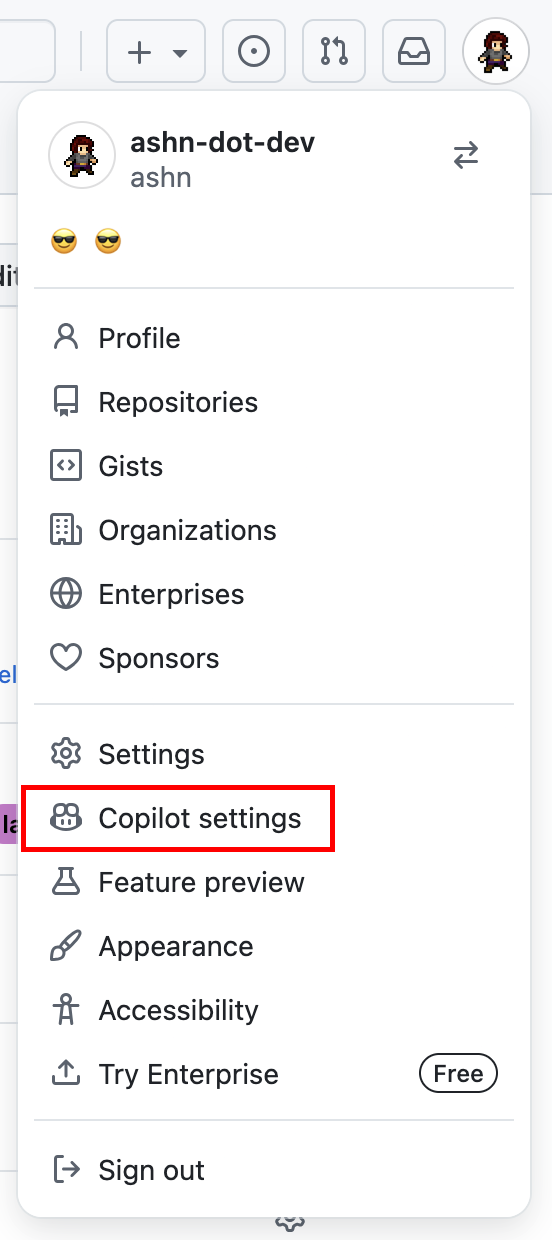 ashn-dot-dev
ashn
😎 😎
Profile
Repositories
Gists
Organizations
Enterprises
Sponsors
Settings
Copilot settings
Feature preview
Appearance
Accessibility
Try Enterprise Free
Sign out